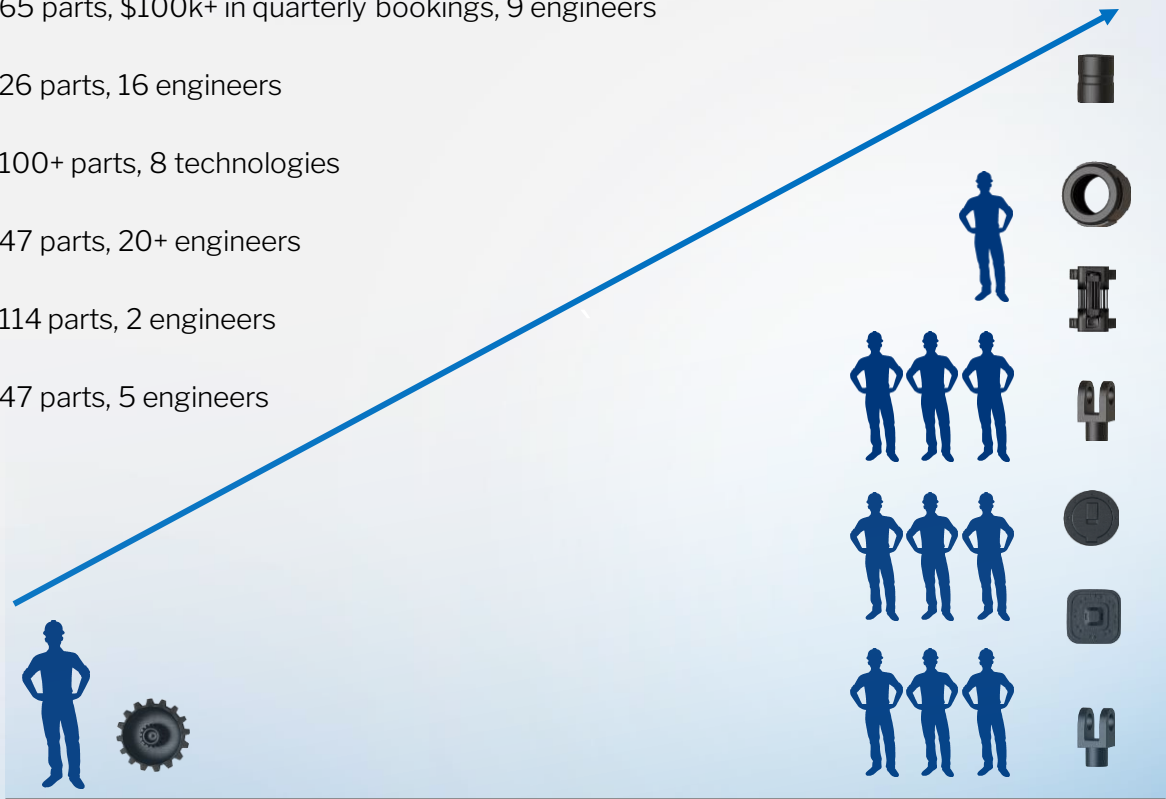 65 parts, $100k+ in quarterly bookings, 9 engineers
26 parts, 16 engineers
100+ parts, 8 technologies
47 parts, 20+ engineers
114 parts, 2 engineers
47 parts, 5 engineers